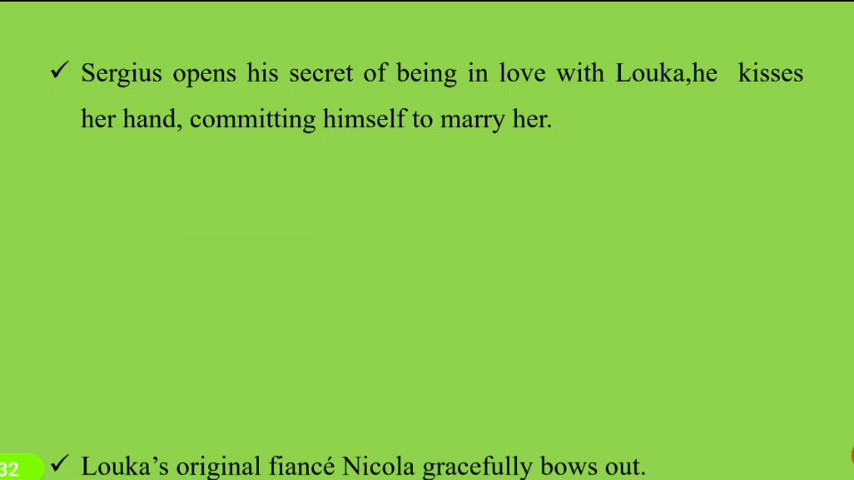 ✓ Sergius opens his secret of being in love with Louka,he kisses
her hand, committing himself to marry her.
32
✓ Louka’s original fiancé Nicola gracefully bows out.